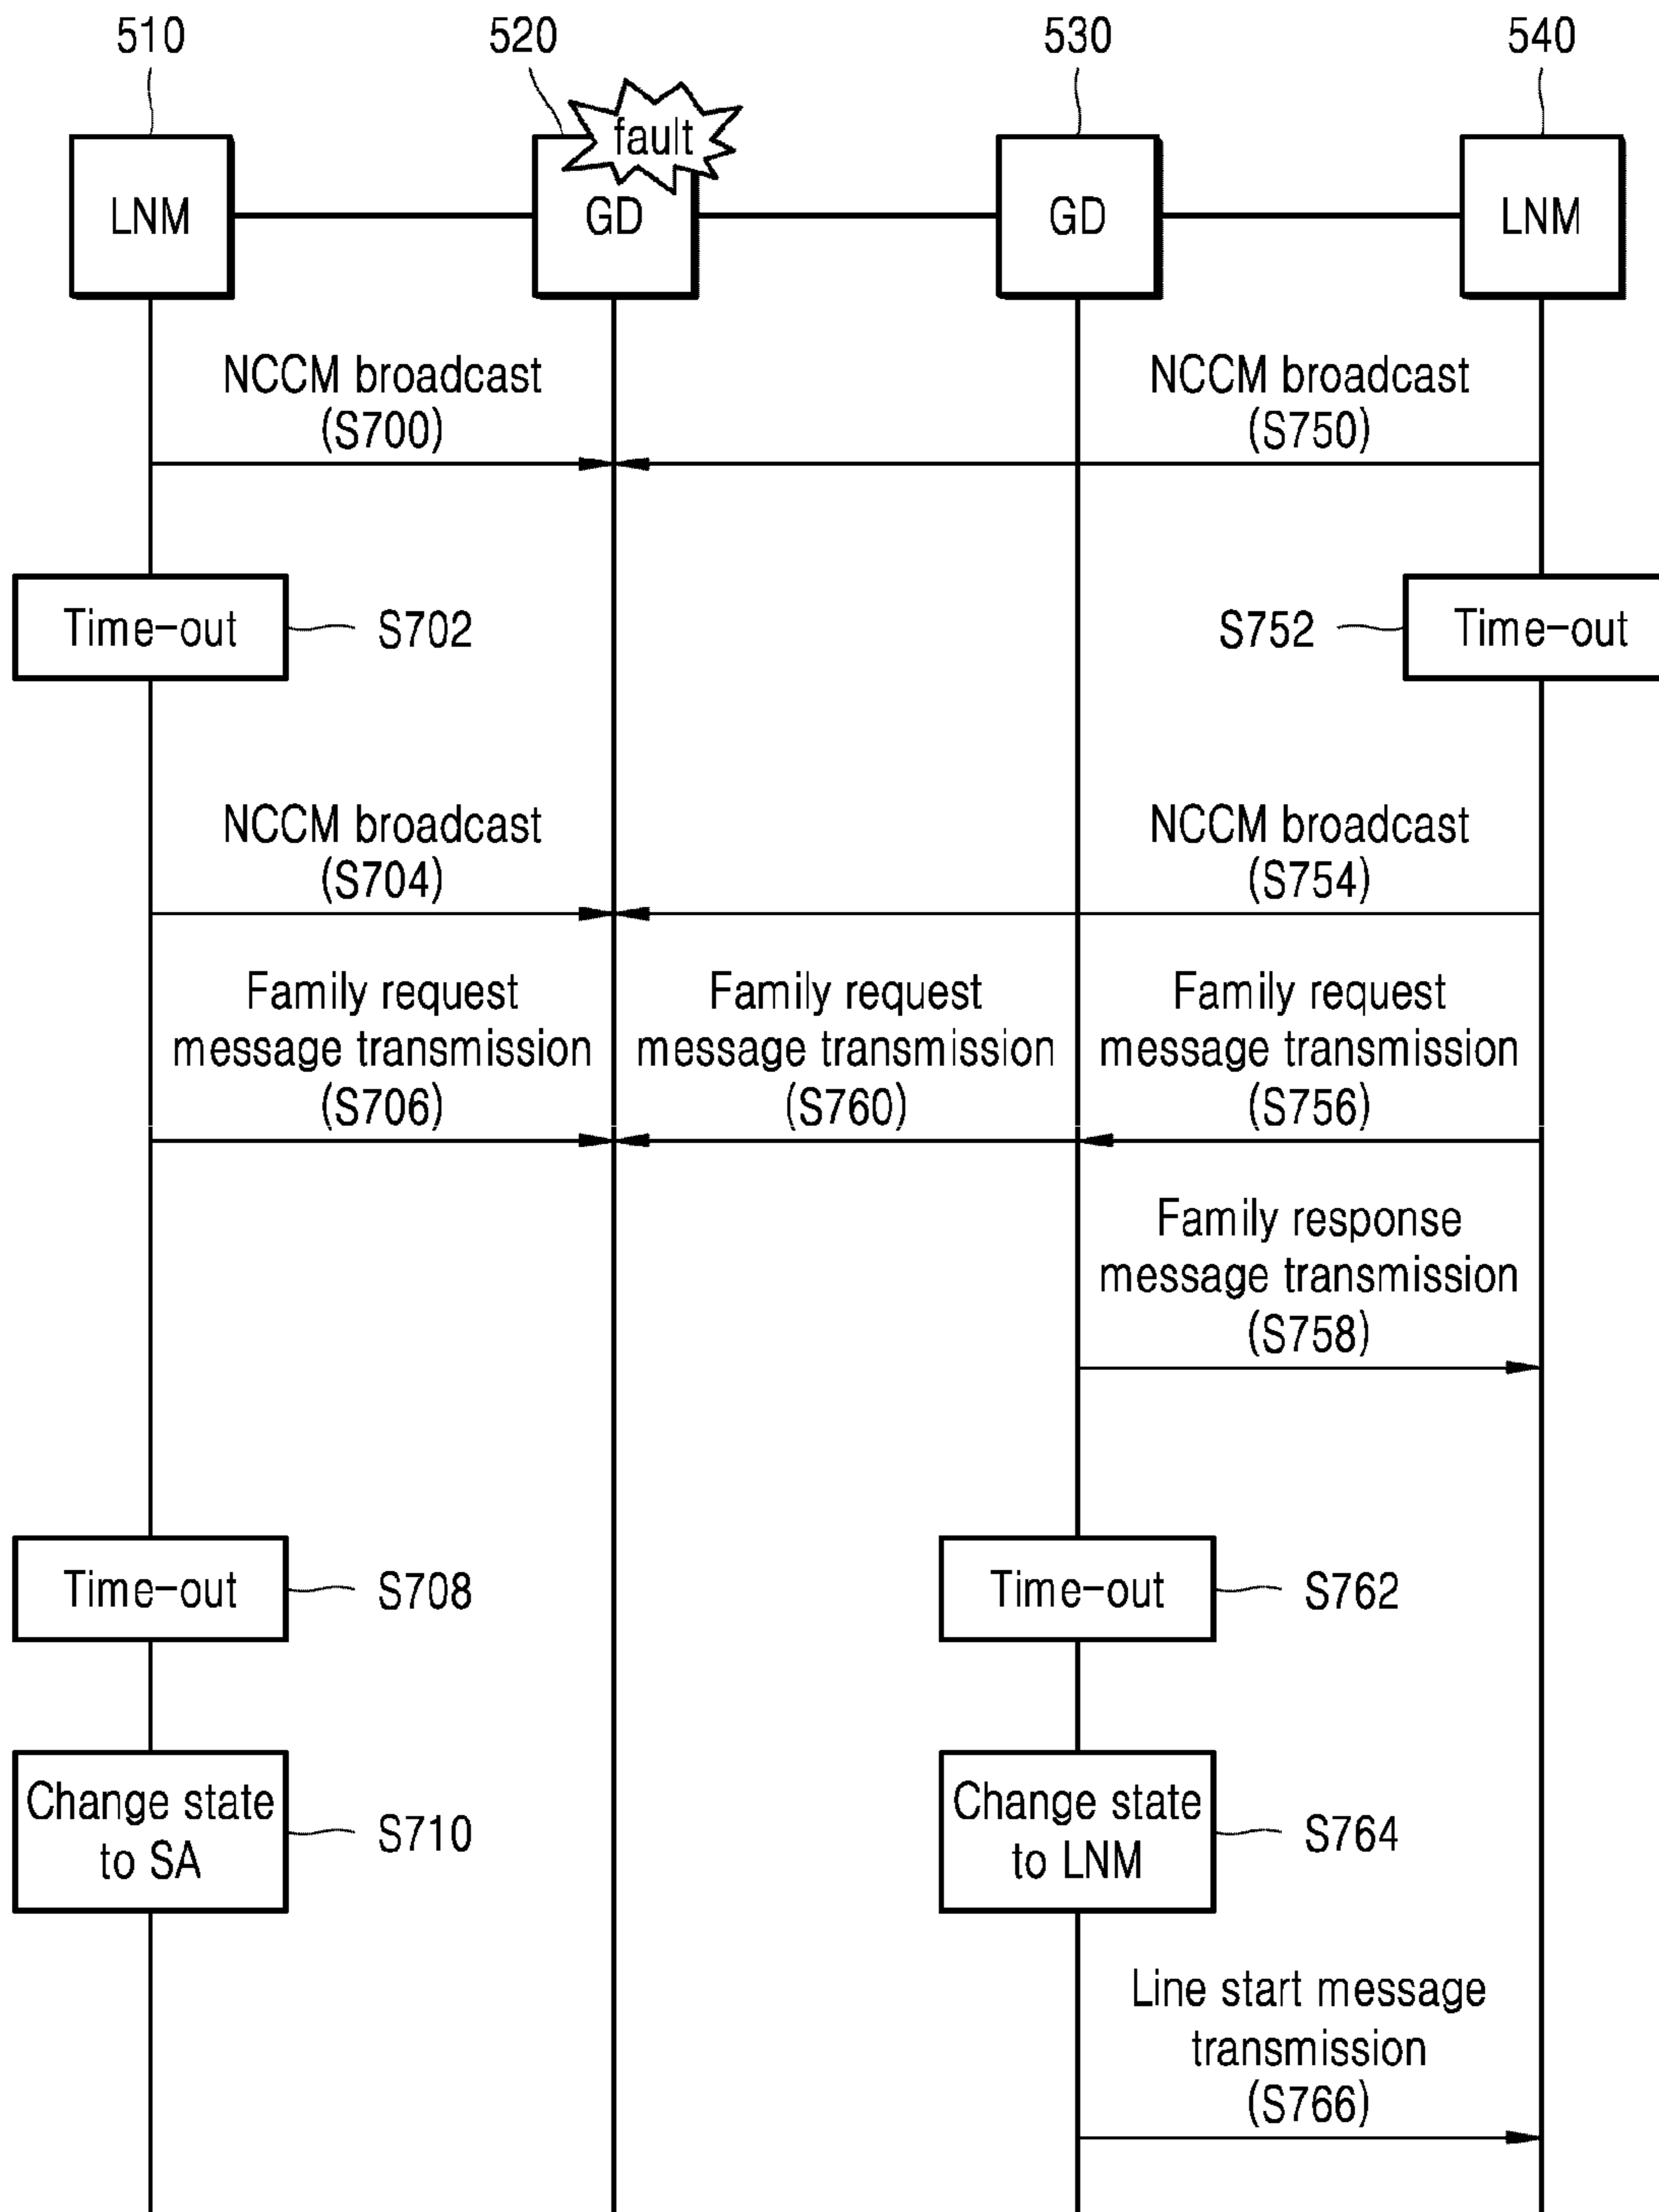 510
520
530
540
fault
LNM
GD
GD
LNM
NCCM broadcast
(S700)
NCCM broadcast
(S750)
Time-out
S702
S752
Time-out
NCCM broadcast
(S704)
NCCM broadcast
(S754)
Family request
message transmission
(S706)
Family request
message transmission
(S760)
Family request
message transmission
(S756)
Family response
message transmission
(S758)
Time-out
S708
Time-out
S762
Change state
to SA
S710
Change state
to LNM
S764
Line start message
transmission
(S766)